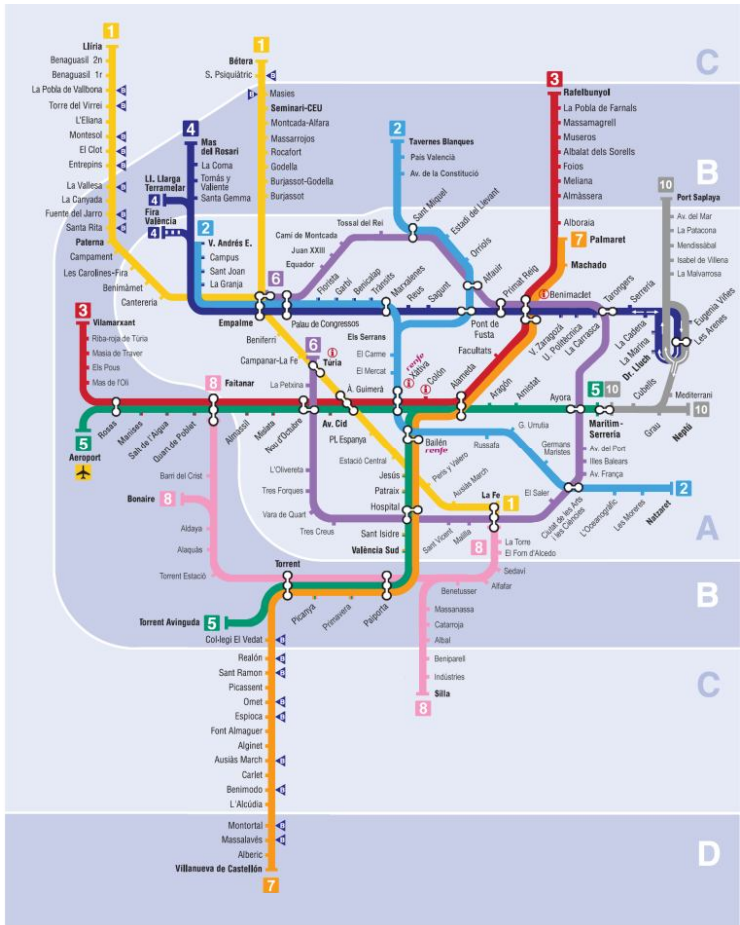 1
Llíria
Benaguasil 2n
Benaguasil 1r
La Pobla de Vallbona
Torre del Virrei
L'Eliana
Montesol
El Clot
Entrepins
La Vallesa
La Canyada
Fuente del Jarro
Santa Rita
Paterna
Campament
Les Carolines-Fira
Benimàmet
Cantereria
1
Bétera
S. Psiquiàtric
Masies
Seminari-CEU
Montcada-Alfara
Massarrojos
Rocafort
Godella
Burjassot-Godella
Burjassot
4
Mas
del Rosari
La Coma
Tomás y
Valiente
Santa Gemma
Ll. Llarga
Terramelar
4
Fira
València
4
2
V. Andrés E.
Campus
Sant Joan
La Granja
2
Tavernes Blanques
País Valencià
Av. de la Constitució
Sant Miquel
Estadi del Llevant
Orriols
Alfauir
3
Rafelbunyol
La Pobla de Farnals
Massamagrell
Museros
Albalat dels Sorells
Foios
Meliana
Almàssera
Alboraia
7
Palmaret
Machado
C
B
10
Port Saplaya
Av. del Mar
La Patacona
Mendissàbal
Isabel de Villena
La Malvarrosa
Tossal del Rei
Camí de Montcada
Juan XXIII
Equador
6
Empalme
Palau de Congressos
Florista
Garbí
Benicalap
Trànsits
Marxalenes
Reus
Sagunt
Pont de
Fusta
Primat Reig
Benimaclet
V. Zaragozà
U. Politècnica
La Carrasca
Tarongers
Serrería
La Cadena
La Marina
Dr. Lluch
Eugenia Viñes
Les Arenes
Beniferri
Campanar-La Fe
6
Túria
La Petxina
Els Serrans
El Carme
El Mercat
À. Guimerà
renfe
Xàtiva
Colón
Alameda
Facultats
Aragón
Amistat
Ayora
5
10
Marítim-
Serreria
Cubells
Grau
Mediterrani
10
Neptú
3
Vilamarxant
Riba-roja de Túria
Masia de Traver
Els Pous
Mas de l'Oli
8
Faitanar
5
Aeroport
Rosas
Manises
Salt de l'Aigua
Quart de Poblet
Almassil
Mislata
Nou d'Octubre
Av. Cid
Pl. Espanya
Estació Central
Bailén
renfe
Jesús
Patraix
Hospital
Sant Isidre
València Sud
Russafa
G. Urrutia
Germans
Maristes
Peris y Valero
Ausiàs March
La Fe
1
El Saler
Av. del Port
Illes Balears
Av. França
Ciutat de les Arts
i les Ciències
L'Oceanogràfic
Les Moreres
2
Natzaret
L'Olivereta
Tres Forques
Vara de Quart
Tres Creus
Sant Vicent
Malilla
A
Barri del Crist
Bonaire
8
Aldaya
Alaquàs
Torrent Estació
Torrent
5
Torrent Avinguda
Picanya
Primavera
Paiporta
8
La Torre
El Forn d'Alcedo
Sedaví
Alfafar
Benetusser
Massanassa
Catarroja
Albal
Beniparell
Indústries
Silla
8
B
C
Col·legi El Vedat
Realón
Sant Ramon
Picassent
Omet
Espioca
Font Almaguer
Alginet
Ausiàs March
Carlet
Benimodo
L'Alcúdia
Montortal
Massalavés
Alberic
Villanueva de Castellón
7
D